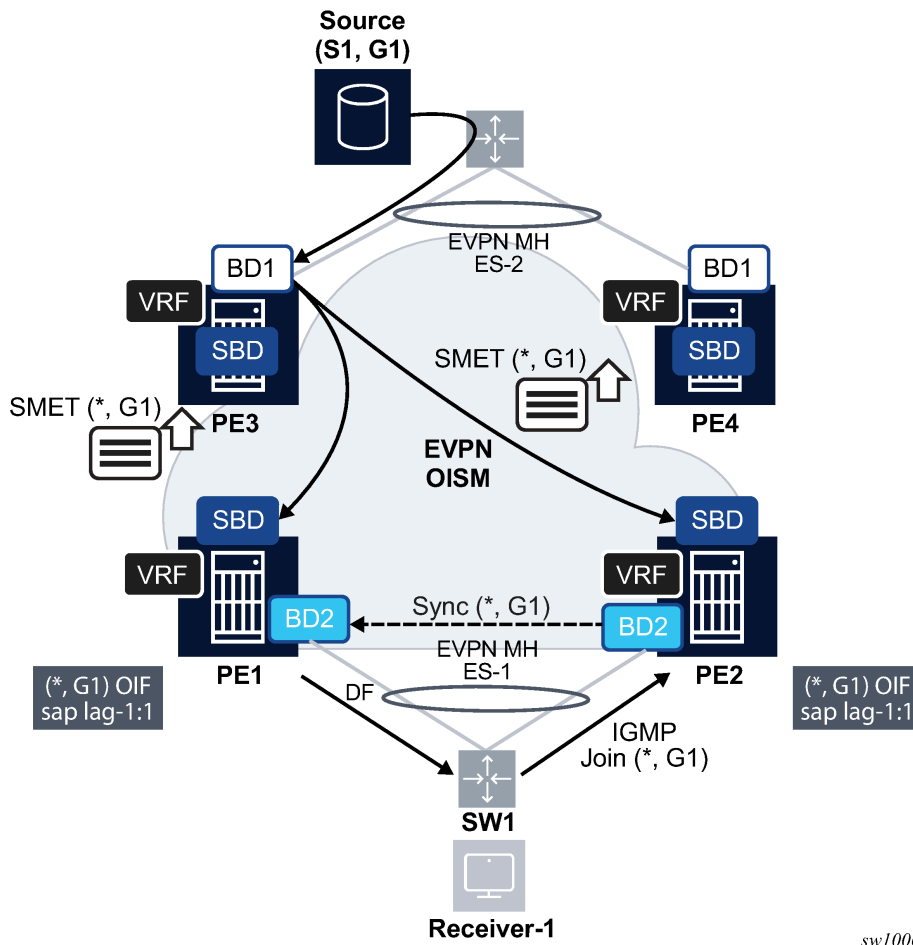 Source
(S1, G1)
EVPN MH
ES-2
BD1
BD1
VRF
VRF
SBD
SBD
SMET (*, G1)
SMET (*, G1)
PE3
PE4
EVPN
OISM
SBD
SBD
VRF
VRF
BD2
Sync (*, G1)
BD2
EVPN MH
ES-1
PE1
PE2
(*, G1) OIF
sap lag-1:1
(*, G1) OIF
sap lag-1:1
DF
IGMP
Join (*, G1)
SW1
Receiver-1